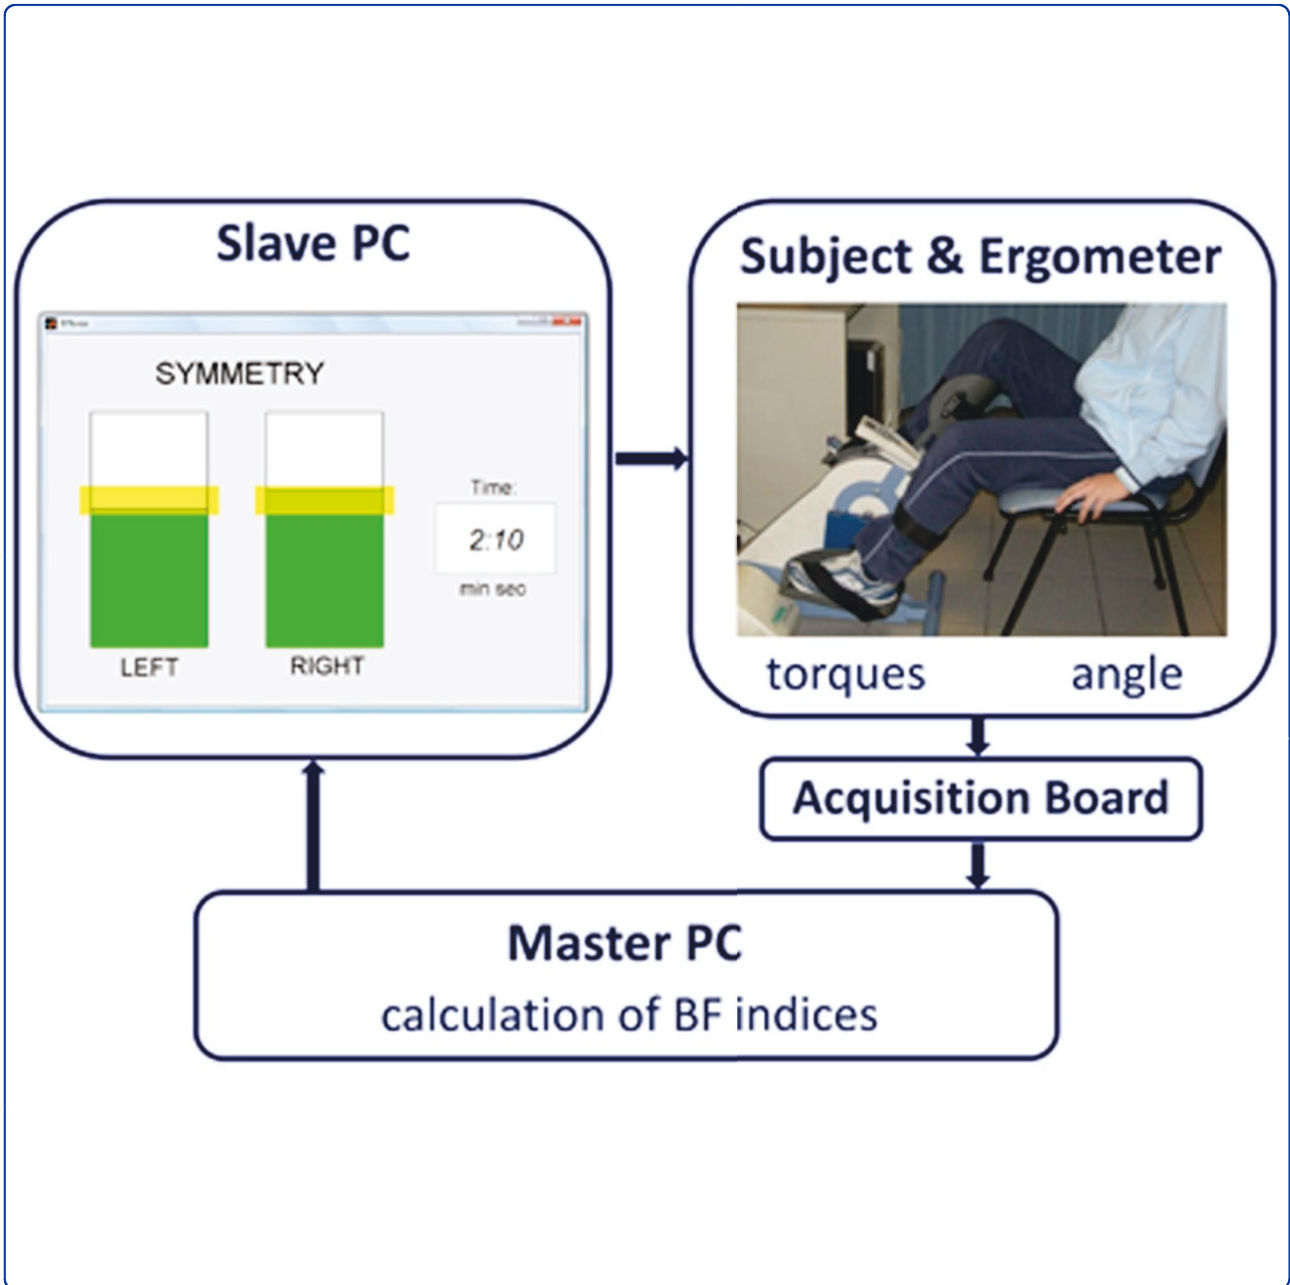 Slave PC
SYMMETRY
Time:
2:10
min sec
LEFT
RIGHT
Subject & Ergometer
torques
angle
Acquisition Board
Master PC
calculation of BF indices